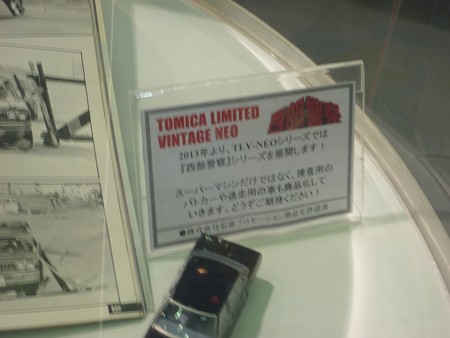 TOMICA LIMITED
VINTAGE NEO
西部警察
2013年より、TLV-NEOシリーズでは
『西部警察』シリーズを展開します！
スーパーマシンだけではなく、捜査用の
パトカーや逃走用の車も商品化して
いきます。どうぞご期待ください！
●株式会社石原プロモーション商品化許諾済